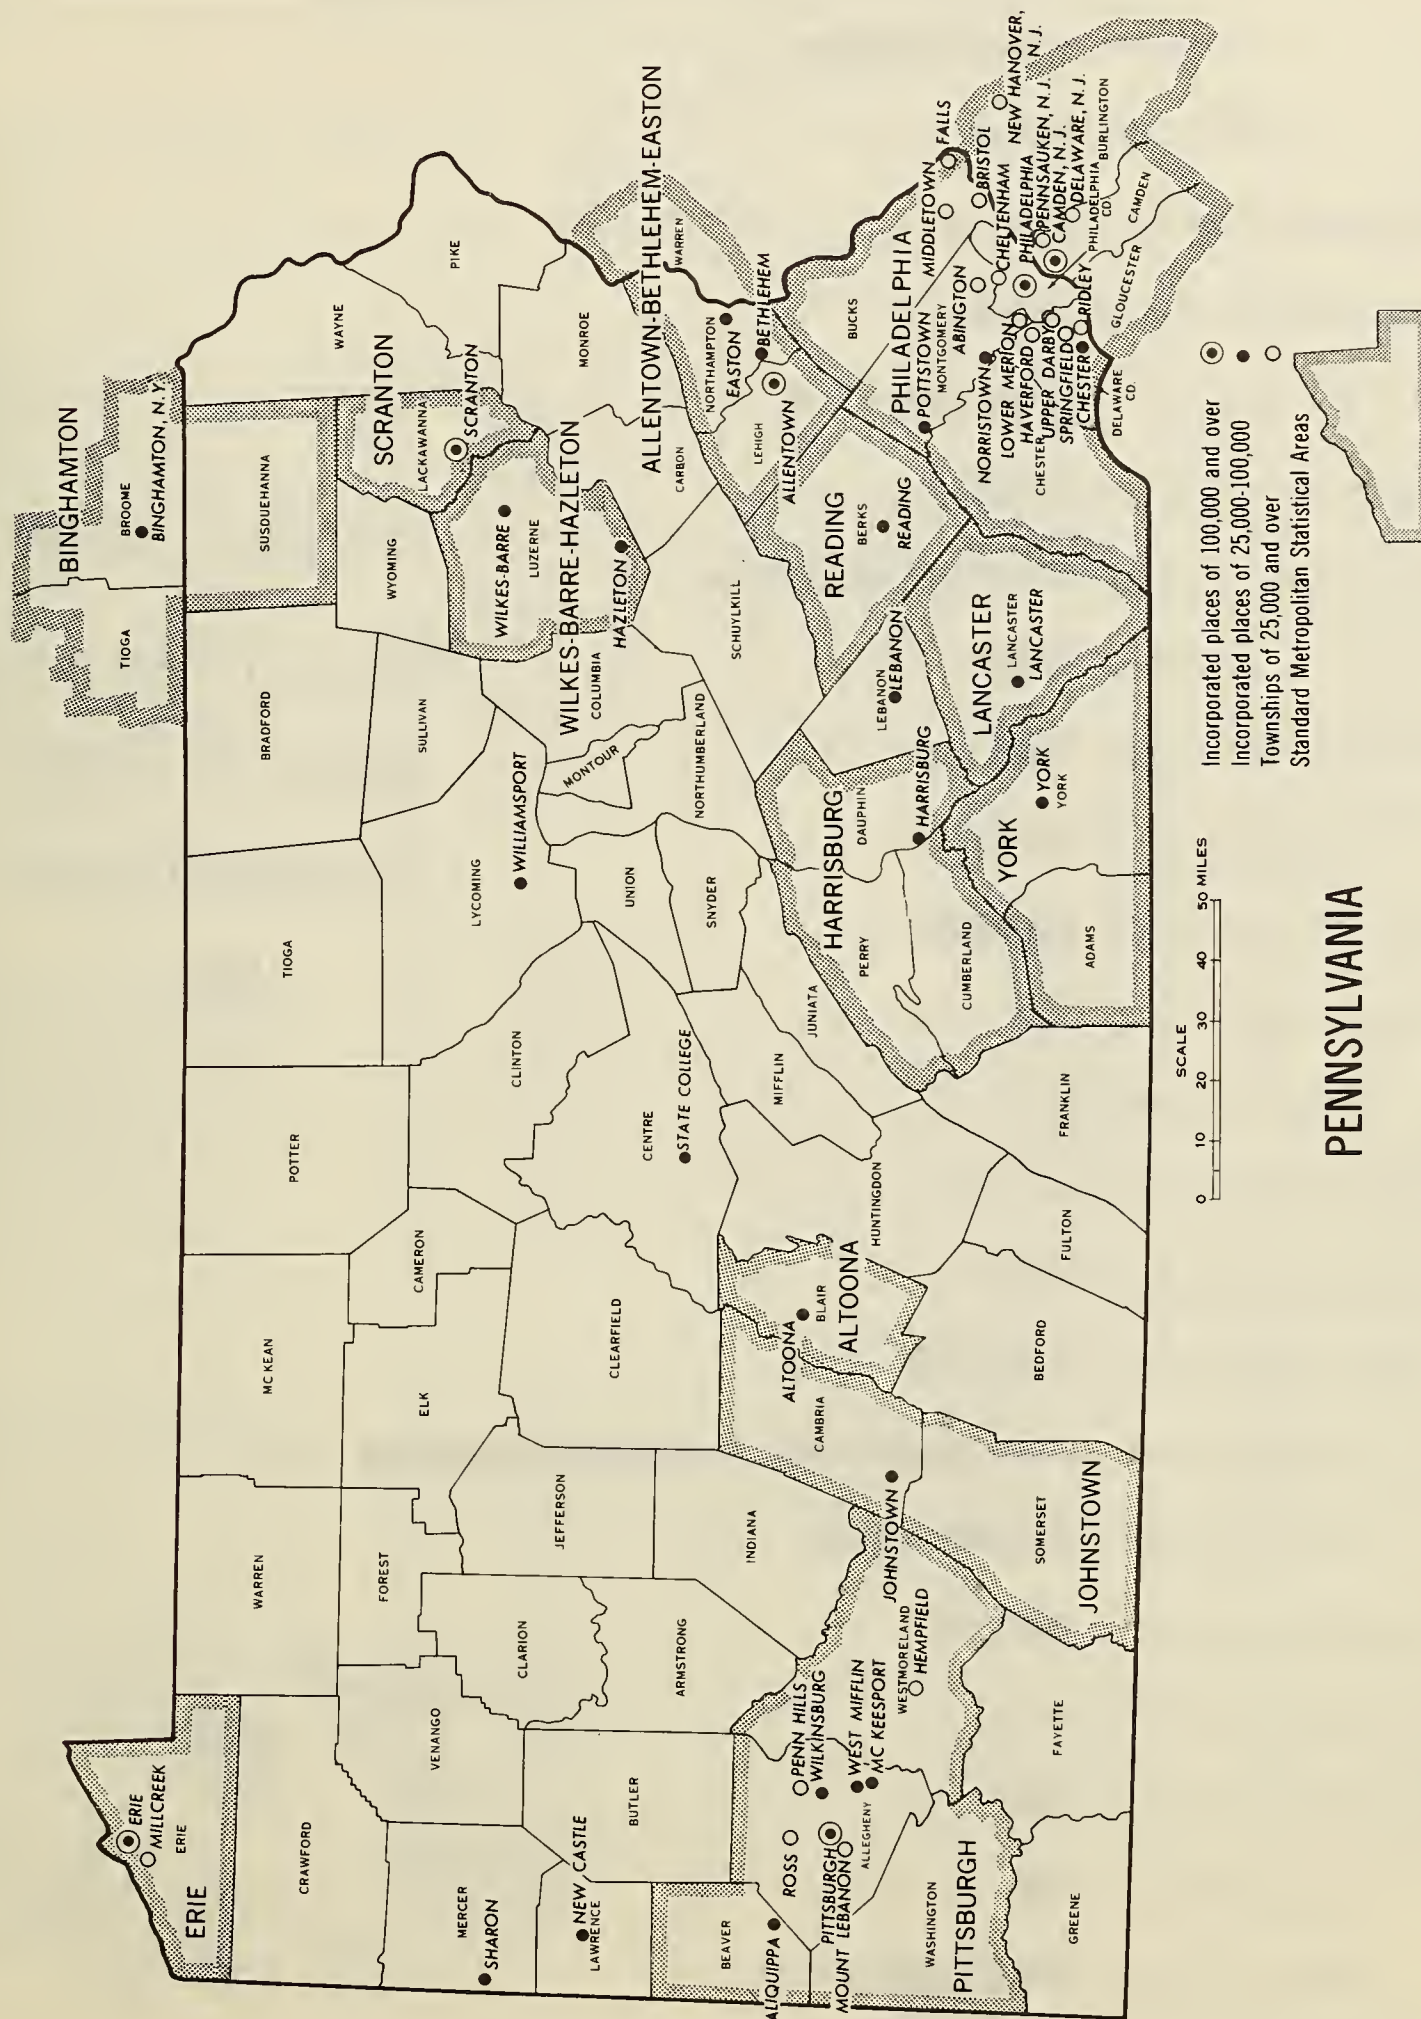 BINGHAMTON
TIOGA
BROOME
BINGHAMTON, N.Y.
ERIE
MILLCREEK
ERIE
ERIE
CRAWFORD
WARREN
MC KEAN
POTTER
TIOGA
BRADFORD
SUSQUEHANNA
WAYNE
PIKE
MERCER
SHARON
VENANGO
FOREST
ELK
CAMERON
CLINTON
LYCOMING
WILLIAMSPORT
SULLIVAN
WYOMING
LACKAWANNA
SCRANTON
SCRANTON
WILKES-BARRE
LUZERNE
HAZLETON
WILKES-BARRE-HAZLETON
MONROE
NEW CASTLE
LAWRENCE
BUTLER
CLARION
JEFFERSON
CLEARFIELD
CENTRE
STATE COLLEGE
UNION
SNYDER
MONTOUR
COLUMBIA
NORTHUMBERLAND
SCHUYLKILL
CARBON
ALLENTOWN-BETHLEHEM-EASTON
WARREN
NORTHAMPTON
EASTON
BETHLEHEM
LEHIGH
ALLENTOWN
BEAVER
ALIQUIPPA
ARMSTRONG
INDIANA
CAMBRIA
ALTOONA
BLAIR
ALTOONA
HUNTINGDON
MIFFLIN
JUNIATA
PERRY
HARRISBURG
DAUPHIN
HARRISBURG
CUMBERLAND
LEBANON
LEBANON
READING
BERKS
READING
ROSS
PITTSBURGH
MOUNT LEBANON
ALLEGHENY
PENN HILLS
WILKINSBURG
WEST MIFFLIN
MC KEESPORT
WESTMORELAND
HEMPFIELD
JOHNSTOWN
WASHINGTON
PITTSBURGH
GREENE
FAYETTE
SOMERSET
JOHNSTOWN
BEDFORD
FULTON
FRANKLIN
ADAMS
YORK
YORK
YORK
LANCASTER
LANCASTER
LANCASTER
BUCKS
PHILADELPHIA
POTTSTOWN
MONTGOMERY
ABINGTON
MIDDLETOWN
FALLS
BRISTOL
CHELTENHAM
NORRISTOWN
LOWER MERION
HAVERFORD
UPPER DARBY
SPRINGFIELD
CHESTER
CHESTER
RIDLEY
DELAWARE
CO.
PHILADELPHIA
NEW HANOVER,
N.J.
PENNSAUKEN, N.J.
CAMDEN, N.J.
DELAWARE, N.J.
PHILADELPHIA
CO.
BURLINGTON
CAMDEN
GLOUCESTER
SCALE
0 10 20 30 40 50 MILES
Incorporated places of 100,000 and over
Incorporated places of 25,000-100,000
Townships of 25,000 and over
Standard Metropolitan Statistical Areas
PENNSYLVANIA